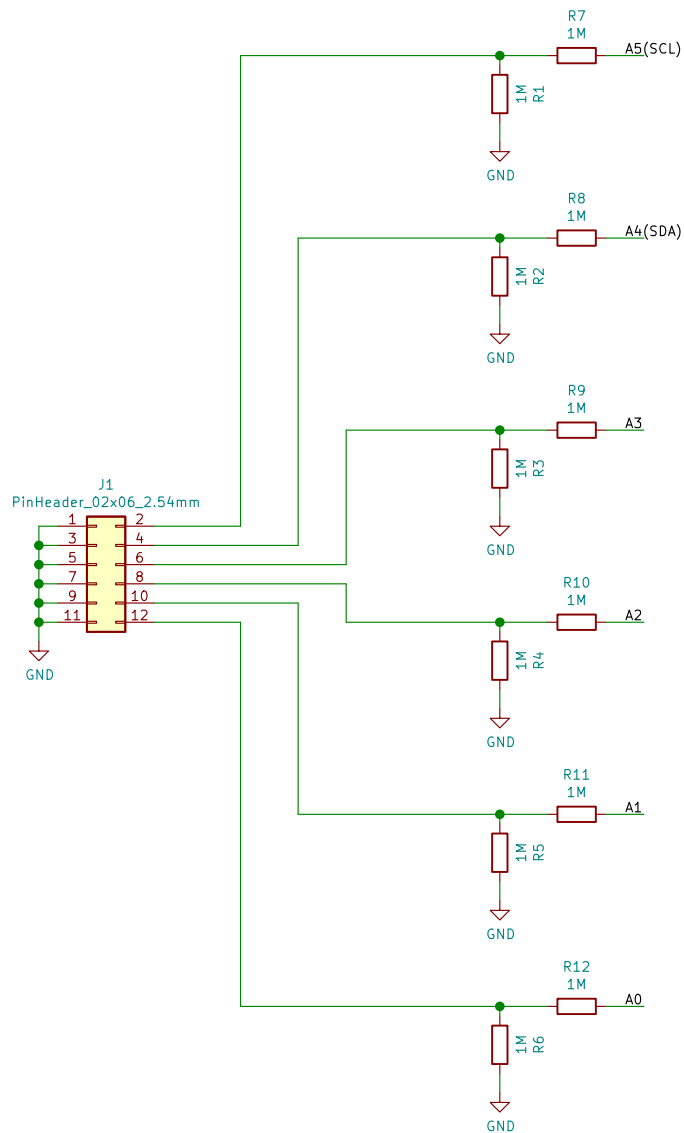 R7
1M
A5(SCL)
1M
R1
GND
R8
1M
A4(SDA)
1M
R2
GND
R9
1M
A3
1M
R3
GND
J1
PinHeader_02x06_2.54mm
1 2
3 4
5 6
7 8
9 10
11 12
GND
R10
1M
A2
1M
R4
GND
R11
1M
A1
1M
R5
GND
R12
1M
A0
1M
R6
GND